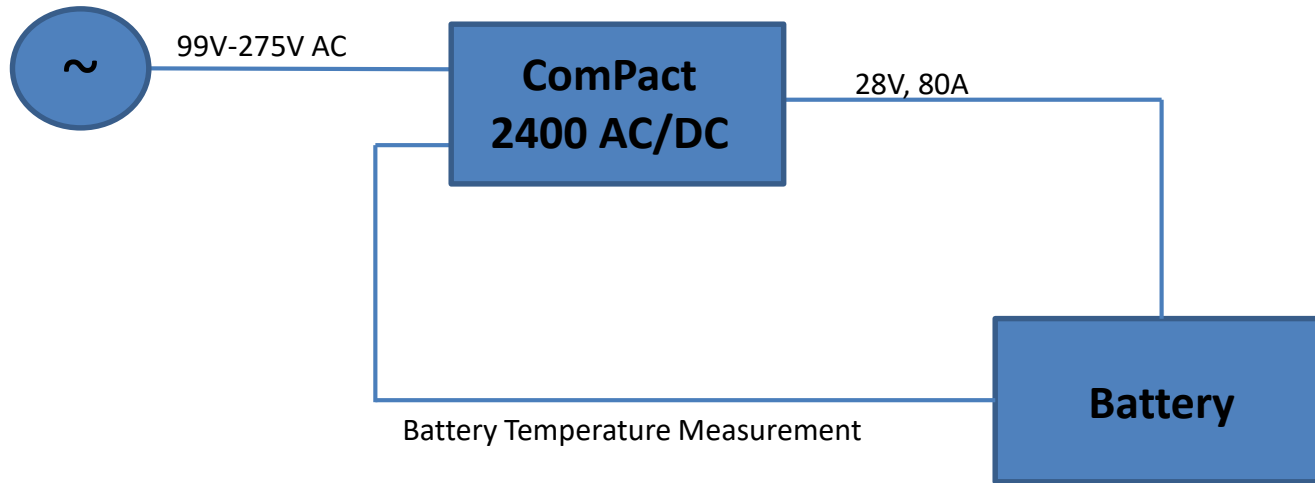 ~
99V-275V AC
ComPact
2400 AC/DC
28V, 80A
Battery
Battery Temperature Measurement